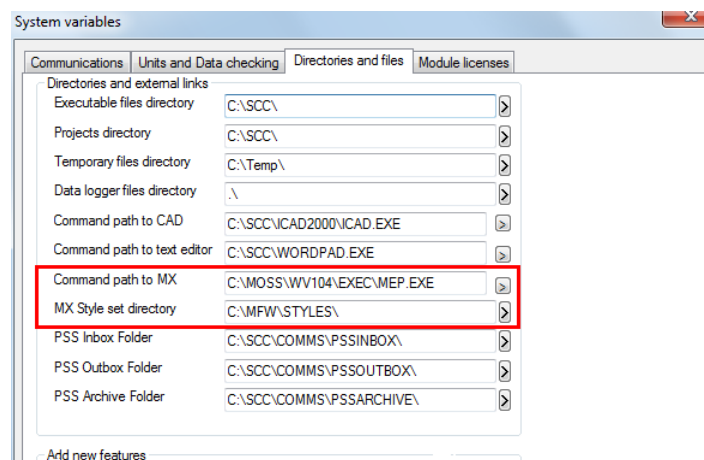 System variables
Communications Units and Data checking Directories and files Module licenses
Directories and external links
Executable files directory C:\SCC\
Projects directory C:\SCC\
Temporary files directory C:\Temp\
Data logger files directory .\
Command path to CAD C:\SCC\ICAD2000\ICAD.EXE
Command path to text editor C:\SCC\WORDPAD.EXE
Command path to MX C:\MOSS\WV104\EXEC\MEP.EXE
MX Style set directory C:\MFW\STYLES\
PSS Inbox Folder C:\SCC\COMMS\PSSINBOX\
PSS Outbox Folder C:\SCC\COMMS\PSSOUTBOX\
PSS Archive Folder C:\SCC\COMMS\PSSARCHIVE\
Add new features